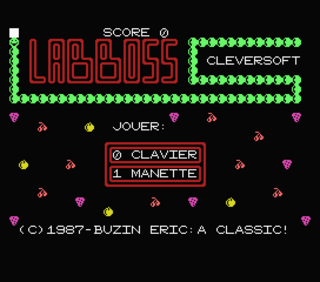 SCORE 0
LABBOSS
CLEVERSOFT
JOUER:
0 CLAVIER
1 MANETTE
(C)1987-BUZIN ERIC:A CLASSIC!